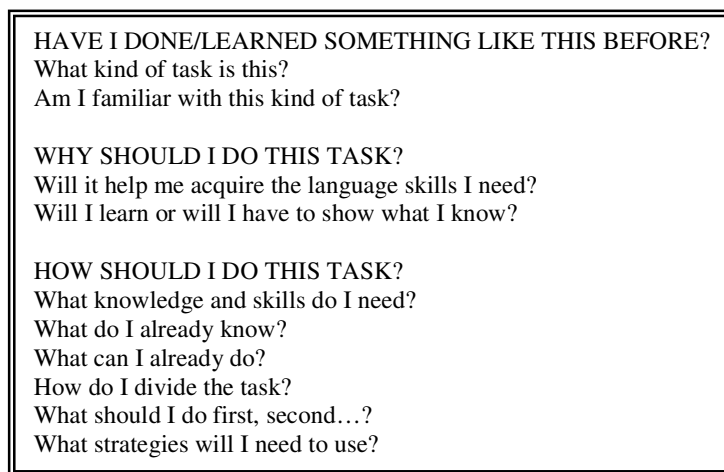 HAVE I DONE/LEARNED SOMETHING LIKE THIS BEFORE?
What kind of task is this?
Am I familiar with this kind of task?
WHY SHOULD I DO THIS TASK?
Will it help me acquire the language skills I need?
Will I learn or will I have to show what I know?
HOW SHOULD I DO THIS TASK?
What knowledge and skills do I need?
What do I already know?
What can I already do?
How do I divide the task?
What should I do first, second…?
What strategies will I need to use?